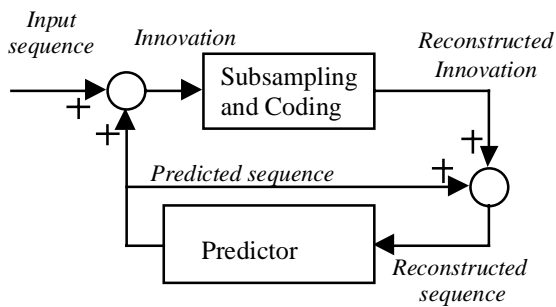 Input
sequence
Innovation
Reconstructed
Innovation
Subsampling
and Coding
+
+
+
+
Predicted sequence
Predictor
Reconstructed
sequence